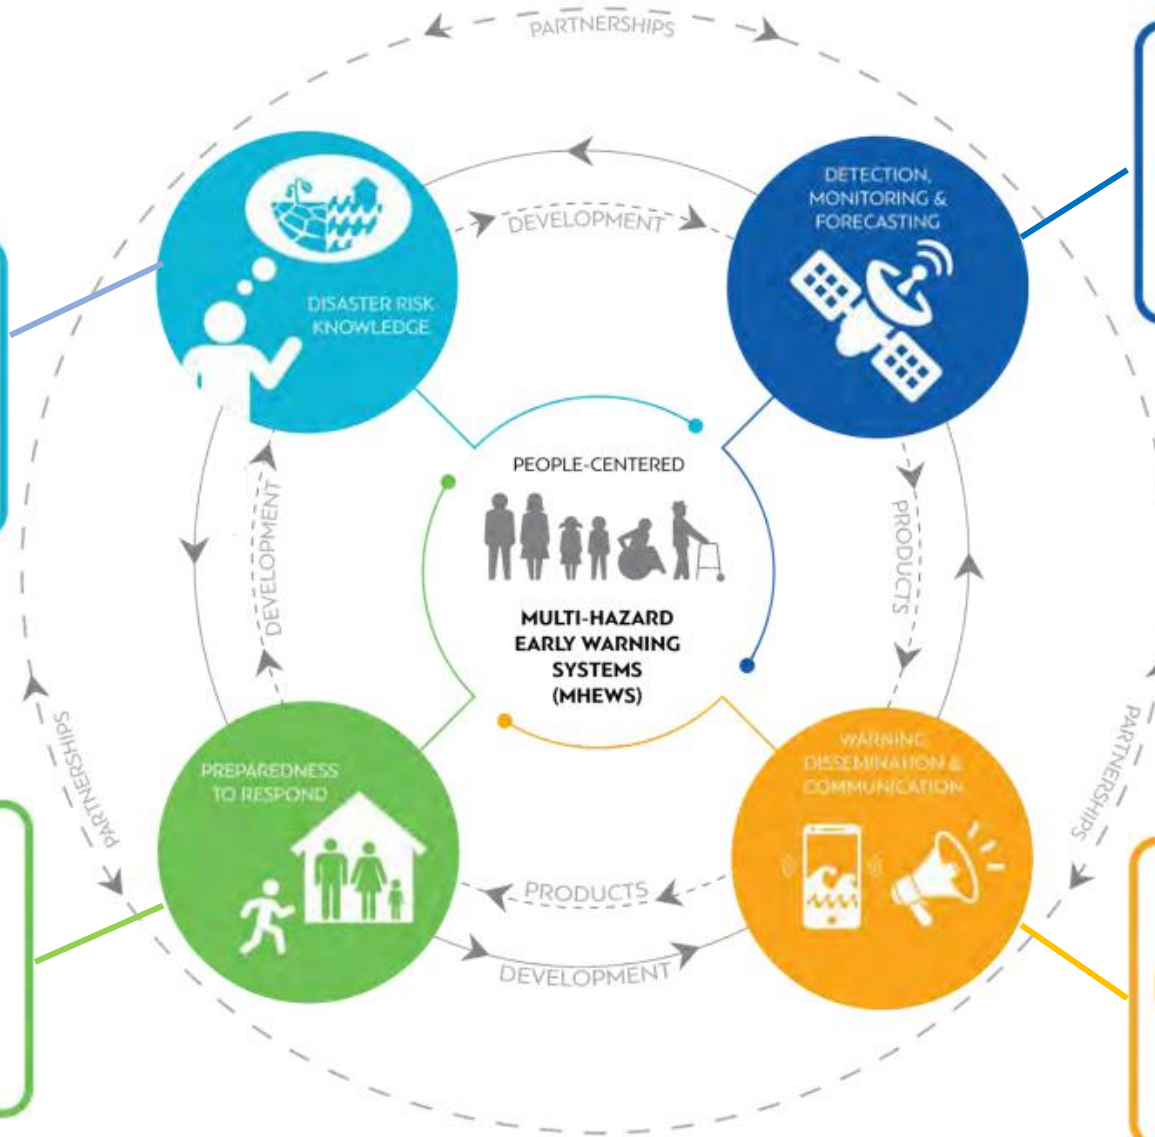 PARTNERSHIPS
DETECTION,
MONITORING &
FORECASTING
DEVELOPMENT
DISASTER RISK
KNOWLEDGE
PEOPLE-CENTERED
MULTI-HAZARD
EARLY WARNING
SYSTEMS
(MHEWS)
DEVELOPMENT
PRODUCTS
PARTNERSHIPS
PARTNERSHIPS
PREPAREDNESS
TO RESPOND
WARNING
DISSEMINATION &
COMMUNICATION
PRODUCTS
DEVELOPMENT